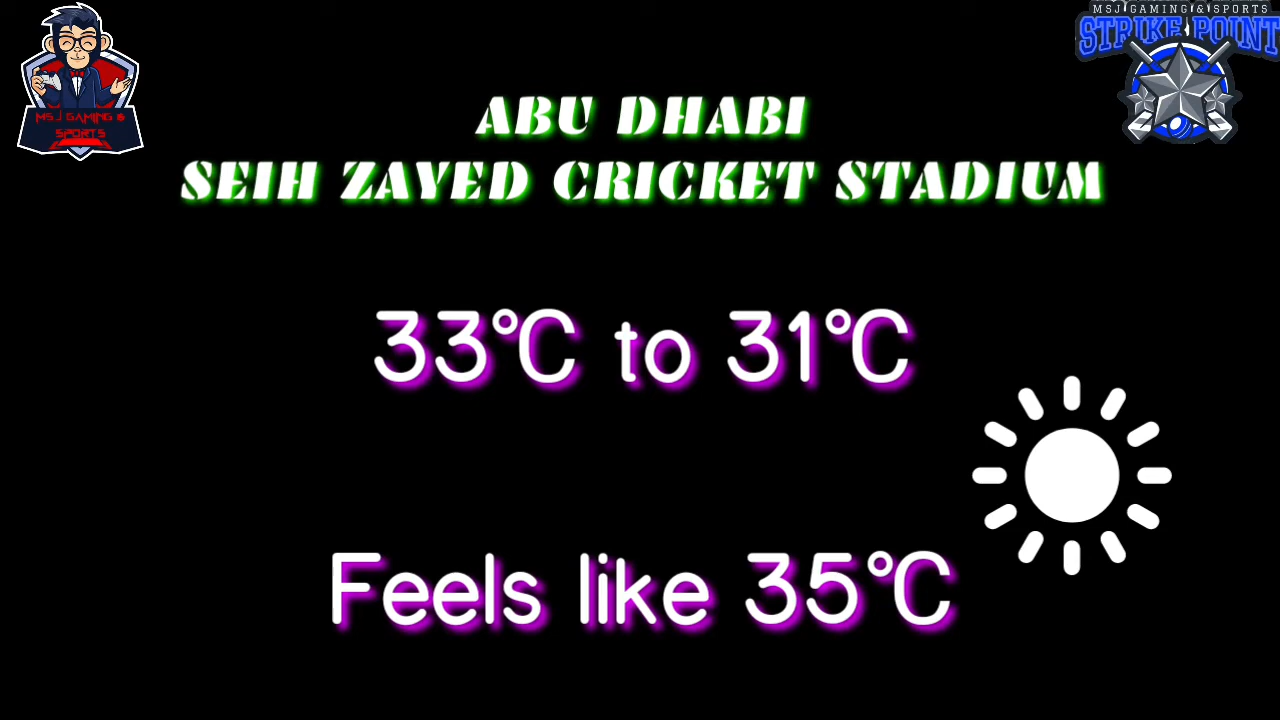 MSJ GAMING & SPORTS
STRIKE POINT
MSJ GAMING &
SPORTS
ABU DHABI
SEIH ZAYED CRICKET STADIUM
33°C to 31°C
Feels like 35°C